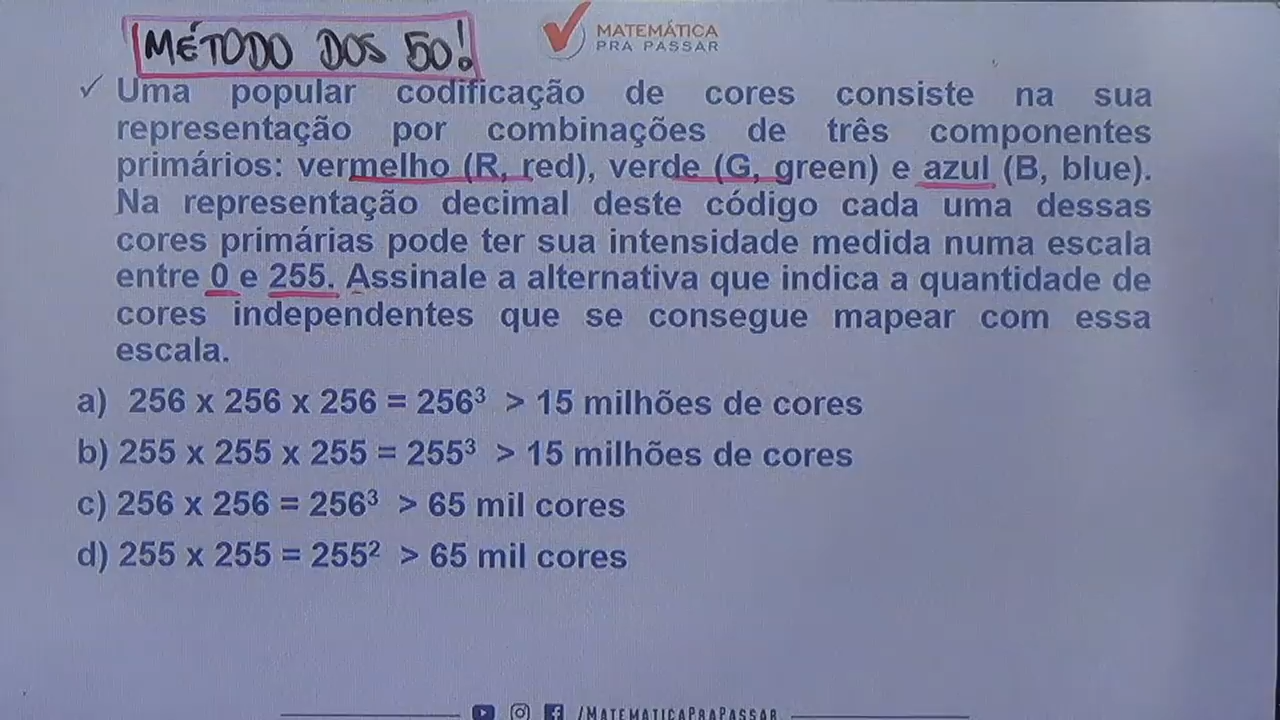 MÉTODO DOS 50!
MATEMÁTICA
PRA PASSAR
✓ Uma popular codificação de cores consiste na sua
representação por combinações de três componentes
primários: vermelho (R, red), verde (G, green) e azul (B, blue).
Na representação decimal deste código cada uma dessas
cores primárias pode ter sua intensidade medida numa escala
entre 0 e 255. Assinale a alternativa que indica a quantidade de
cores independentes que se consegue mapear com essa
escala.
a) 256 x 256 x 256 = 256³ > 15 milhões de cores
b) 255 x 255 x 255 = 255³ > 15 milhões de cores
c) 256 x 256 = 256³ > 65 mil cores
d) 255 x 255 = 255² > 65 mil cores
/MATEMATICAPRAPASSAR